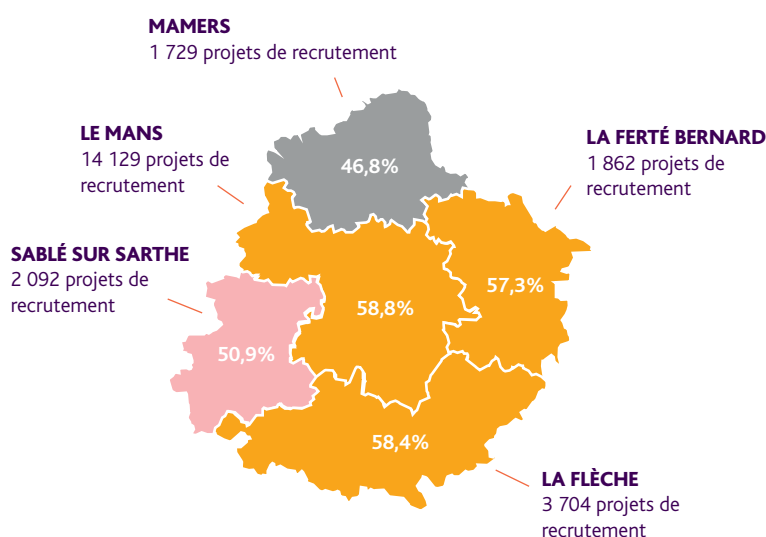 MAMERS
1 729 projets de recrutement
LE MANS
14 129 projets de
recrutement
LA FERTÉ BERNARD
1 862 projets de
recrutement
46,8%
SABLÉ SUR SARTHE
2 092 projets de
recrutement
57,3%
58,8%
50,9%
58,4%
LA FLÈCHE
3 704 projets de
recrutement